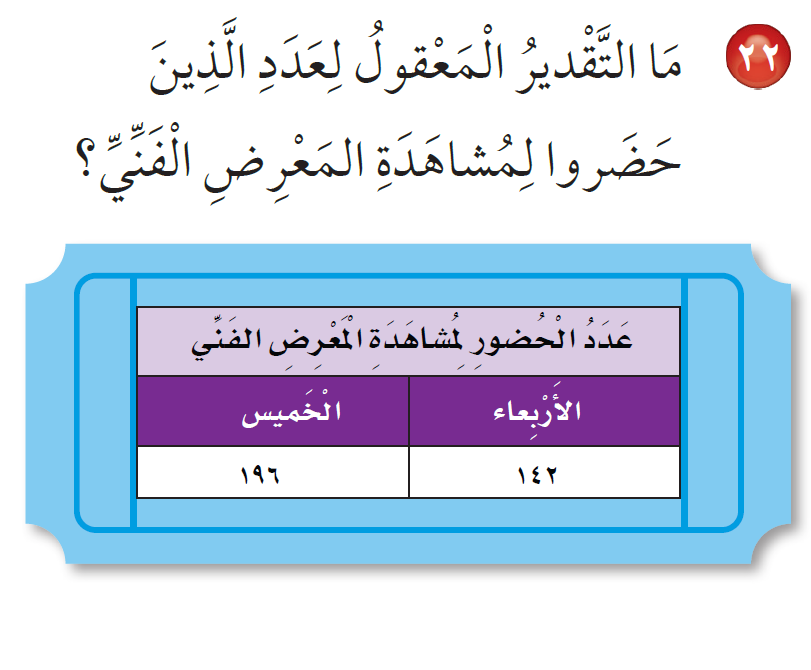 ٢٢ مَا التَّقْديرُ الْمَعْقولُ لِعَدَدِ الَّذِينَ
حَضَروا لِمُشاهَدَةِ المَعْرِضِ الْفَنِّيِّ؟
عَدَدُ الْحُضورِ لِمُشاهَدَةِ الْمَعْرِضِ الفَنِّي
الأَرْبِعاء الْخَميس
١٤٢ ١٩٦